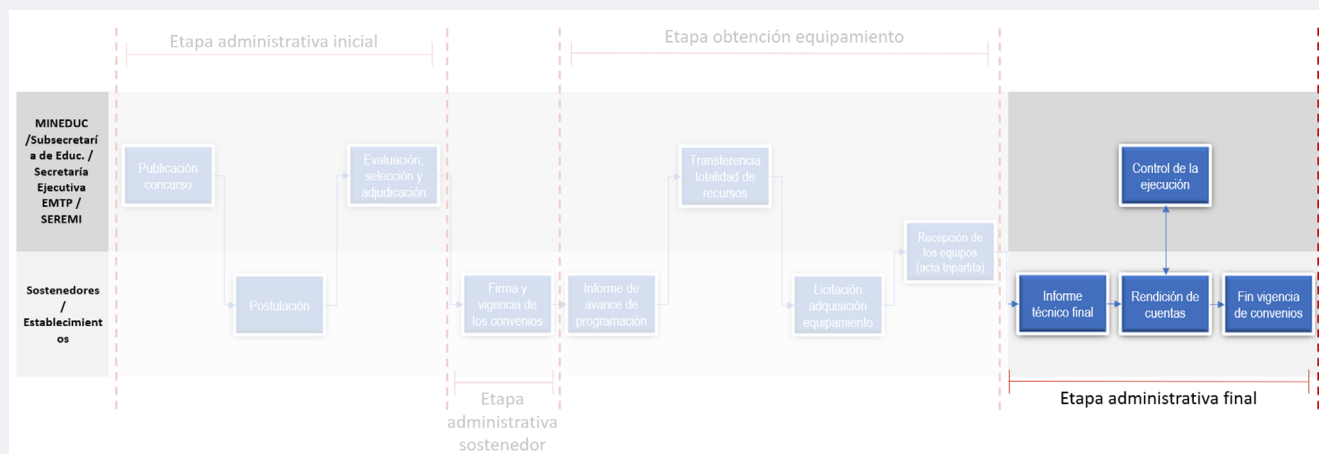 Etapa administrativa inicial
Etapa obtención equipamiento
MINEDUC
/Subsecretarí
a de Educ. /
Secretaría
Ejecutiva
EMTP /
SEREMI
Publicación
concurso
Evaluación,
selección y
adjudicación
Transferencia
totalidad de
recursos
Control de la
ejecución
Recepción de
los equipos
(acta tripartita)
Sostenedores
/
Establecimient
os
Postulación
Firma y
vigencia de
los convenios
Informe de
avance de
programación
Licitación
adquisición
equipamiento
Informe
técnico final
Rendición de
cuentas
Fin vigencia
de convenios
Etapa
administrativa
sostenedor
Etapa administrativa final